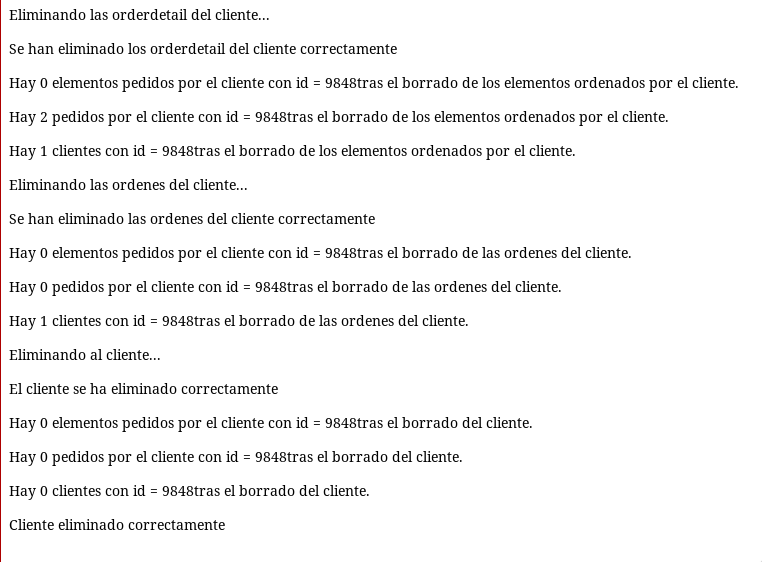 Eliminando las orderdetail del cliente...
Se han eliminado los orderdetail del cliente correctamente
Hay 0 elementos pedidos por el cliente con id = 9848tras el borrado de los elementos ordenados por el cliente.
Hay 2 pedidos por el cliente con id = 9848tras el borrado de los elementos ordenados por el cliente.
Hay 1 clientes con id = 9848tras el borrado de los elementos ordenados por el cliente.
Eliminando las ordenes del cliente...
Se han eliminado las ordenes del cliente correctamente
Hay 0 elementos pedidos por el cliente con id = 9848tras el borrado de las ordenes del cliente.
Hay 0 pedidos por el cliente con id = 9848tras el borrado de las ordenes del cliente.
Hay 1 clientes con id = 9848tras el borrado de las ordenes del cliente.
Eliminando al cliente...
El cliente se ha eliminado correctamente
Hay 0 elementos pedidos por el cliente con id = 9848tras el borrado del cliente.
Hay 0 pedidos por el cliente con id = 9848tras el borrado del cliente.
Hay 0 clientes con id = 9848tras el borrado del cliente.
Cliente eliminado correctamente